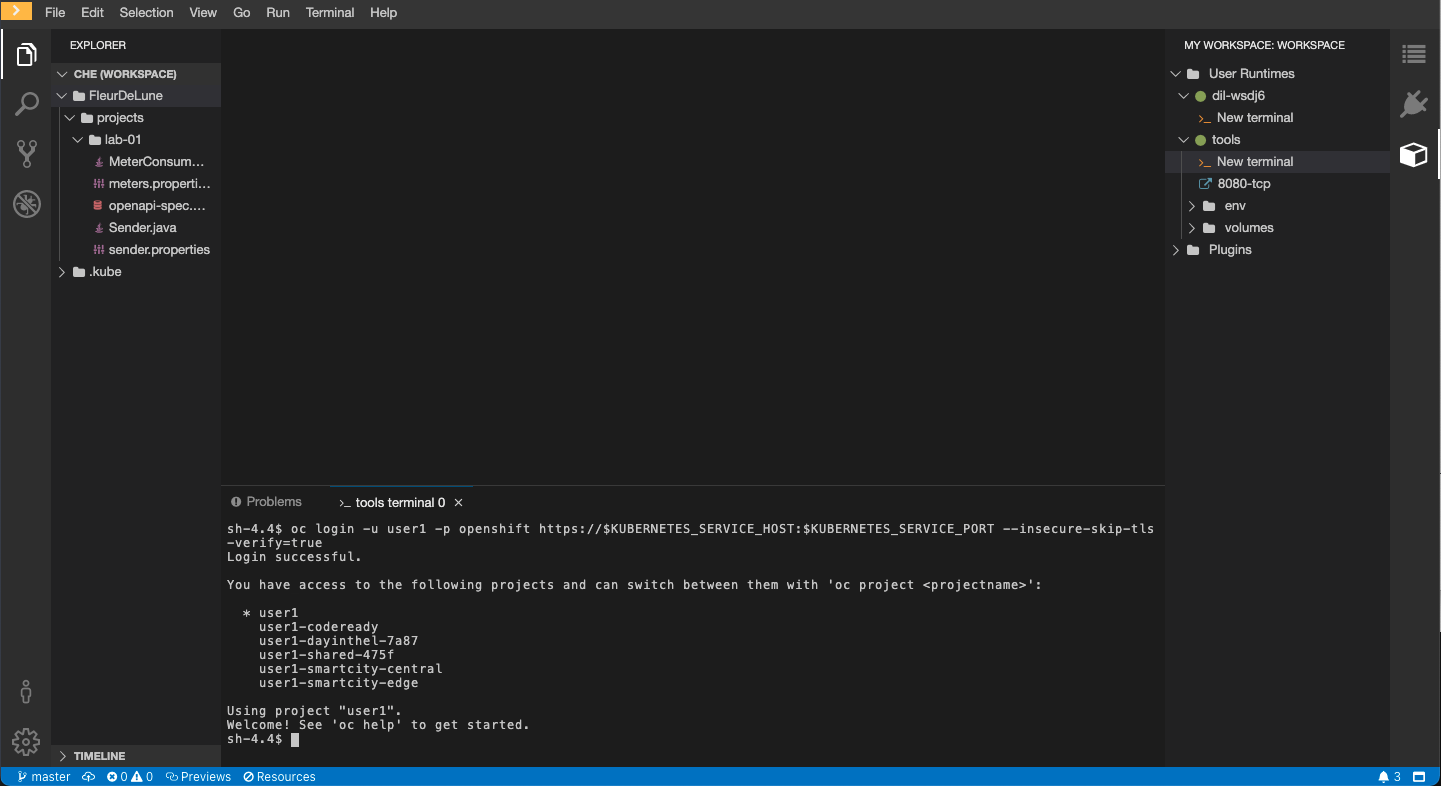 File Edit Selection View Go Run Terminal Help
EXPLORER
CHE (WORKSPACE)
FleurDeLune
projects
lab-01
MeterConsum...
meters.properti...
openapi-spec....
Sender.java
sender.properties
.kube
TIMELINE
Problems
>_ tools terminal 0 ×
sh-4.4$ oc login -u user1 -p openshift https://$KUBERNETES_SERVICE_HOST:$KUBERNETES_SERVICE_PORT --insecure-skip-tls
-verify=true
Login successful.
You have access to the following projects and can switch between them with 'oc project <projectname>':
* user1
user1-codeready
user1-dayinthel-7a87
user1-shared-475f
user1-smartcity-central
user1-smartcity-edge
Using project "user1".
Welcome! See 'oc help' to get started.
sh-4.4$
MY WORKSPACE: WORKSPACE
User Runtimes
dil-wsdj6
>_ New terminal
tools
>_ New terminal
8080-tcp
env
volumes
Plugins
master 0 0 Previews Resources 3